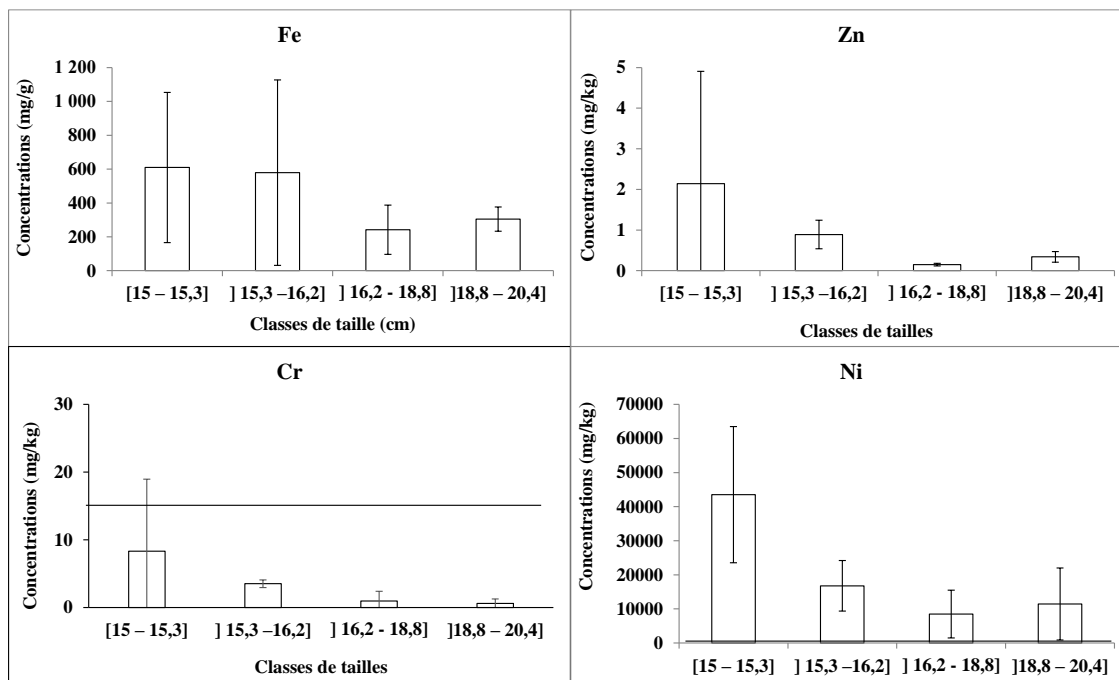 Fe
Concentrations (mg/g)
1 200
1 000
800
600
400
200
0
[15 – 15,3]
] 15,3 –16,2]
] 16,2 - 18,8]
]18,8 – 20,4]
Classes de taille (cm)
Zn
Concentrations (mg/kg)
5
4
3
2
1
0
[15 – 15,3]
] 15,3 –16,2]
] 16,2 - 18,8]
]18,8 – 20,4]
Classes de tailles
Cr
Concentrations (mg/kg)
30
20
10
0
[15 – 15,3]
] 15,3 –16,2]
] 16,2 - 18,8]
]18,8 – 20,4]
Classes de tailles
Ni
Concentrations (mg/kg)
70000
60000
50000
40000
30000
20000
10000
0
[15 – 15,3]
] 15,3 –16,2]
] 16,2 - 18,8]
]18,8 – 20,4]
Classes de tailles